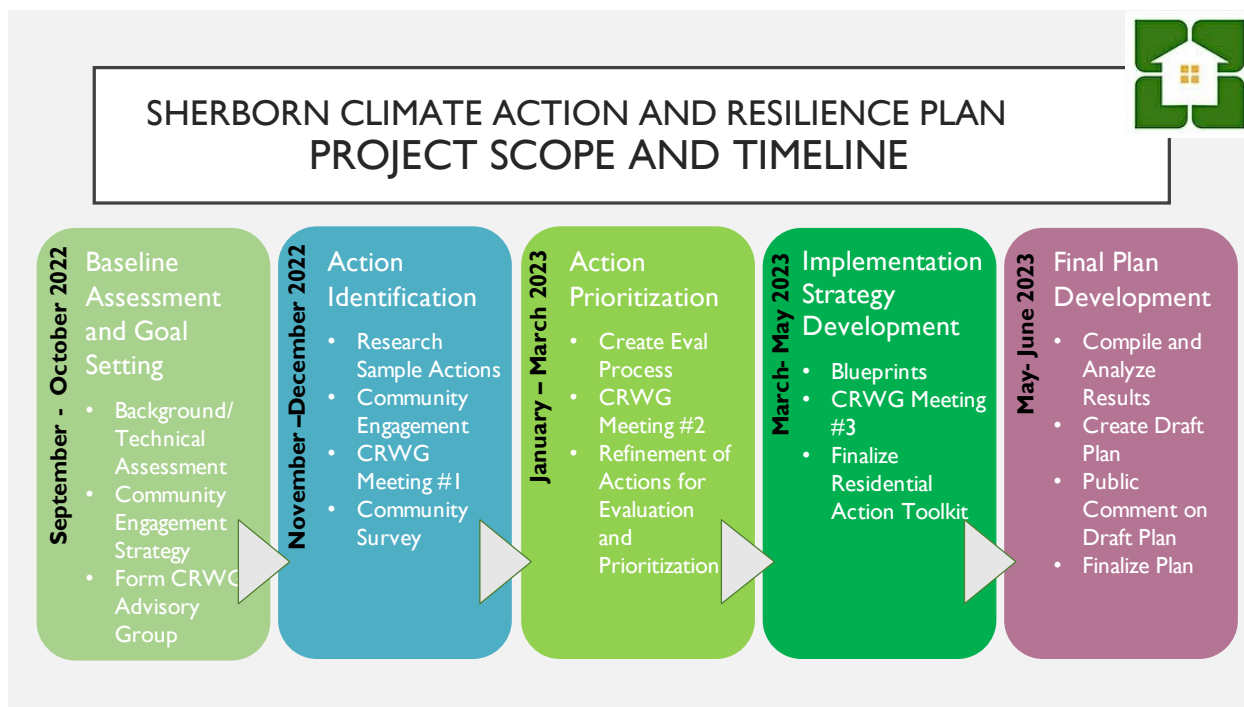 SHERBORN CLIMATE ACTION AND RESILIENCE PLAN
PROJECT SCOPE AND TIMELINE
September - October 2022
Baseline
Assessment
and Goal
Setting
• Background/
Technical
Assessment
• Community
Engagement
Strategy
• Form CRWG
Advisory
Group
November –December 2022
Action
Identification
• Research
Sample Actions
• Community
Engagement
• CRWG
Meeting #1
• Community
Survey
January – March 2023
Action
Prioritization
• Create Eval
Process
• CRWG
Meeting #2
• Refinement of
Actions for
Evaluation
and
Prioritization
March- May 2023
Implementation
Strategy
Development
• Blueprints
• CRWG Meeting
#3
• Finalize
Residential
Action Toolkit
May- June 2023
Final Plan
Development
• Compile and
Analyze
Results
• Create Draft
Plan
• Public
Comment on
Draft Plan
• Finalize Plan